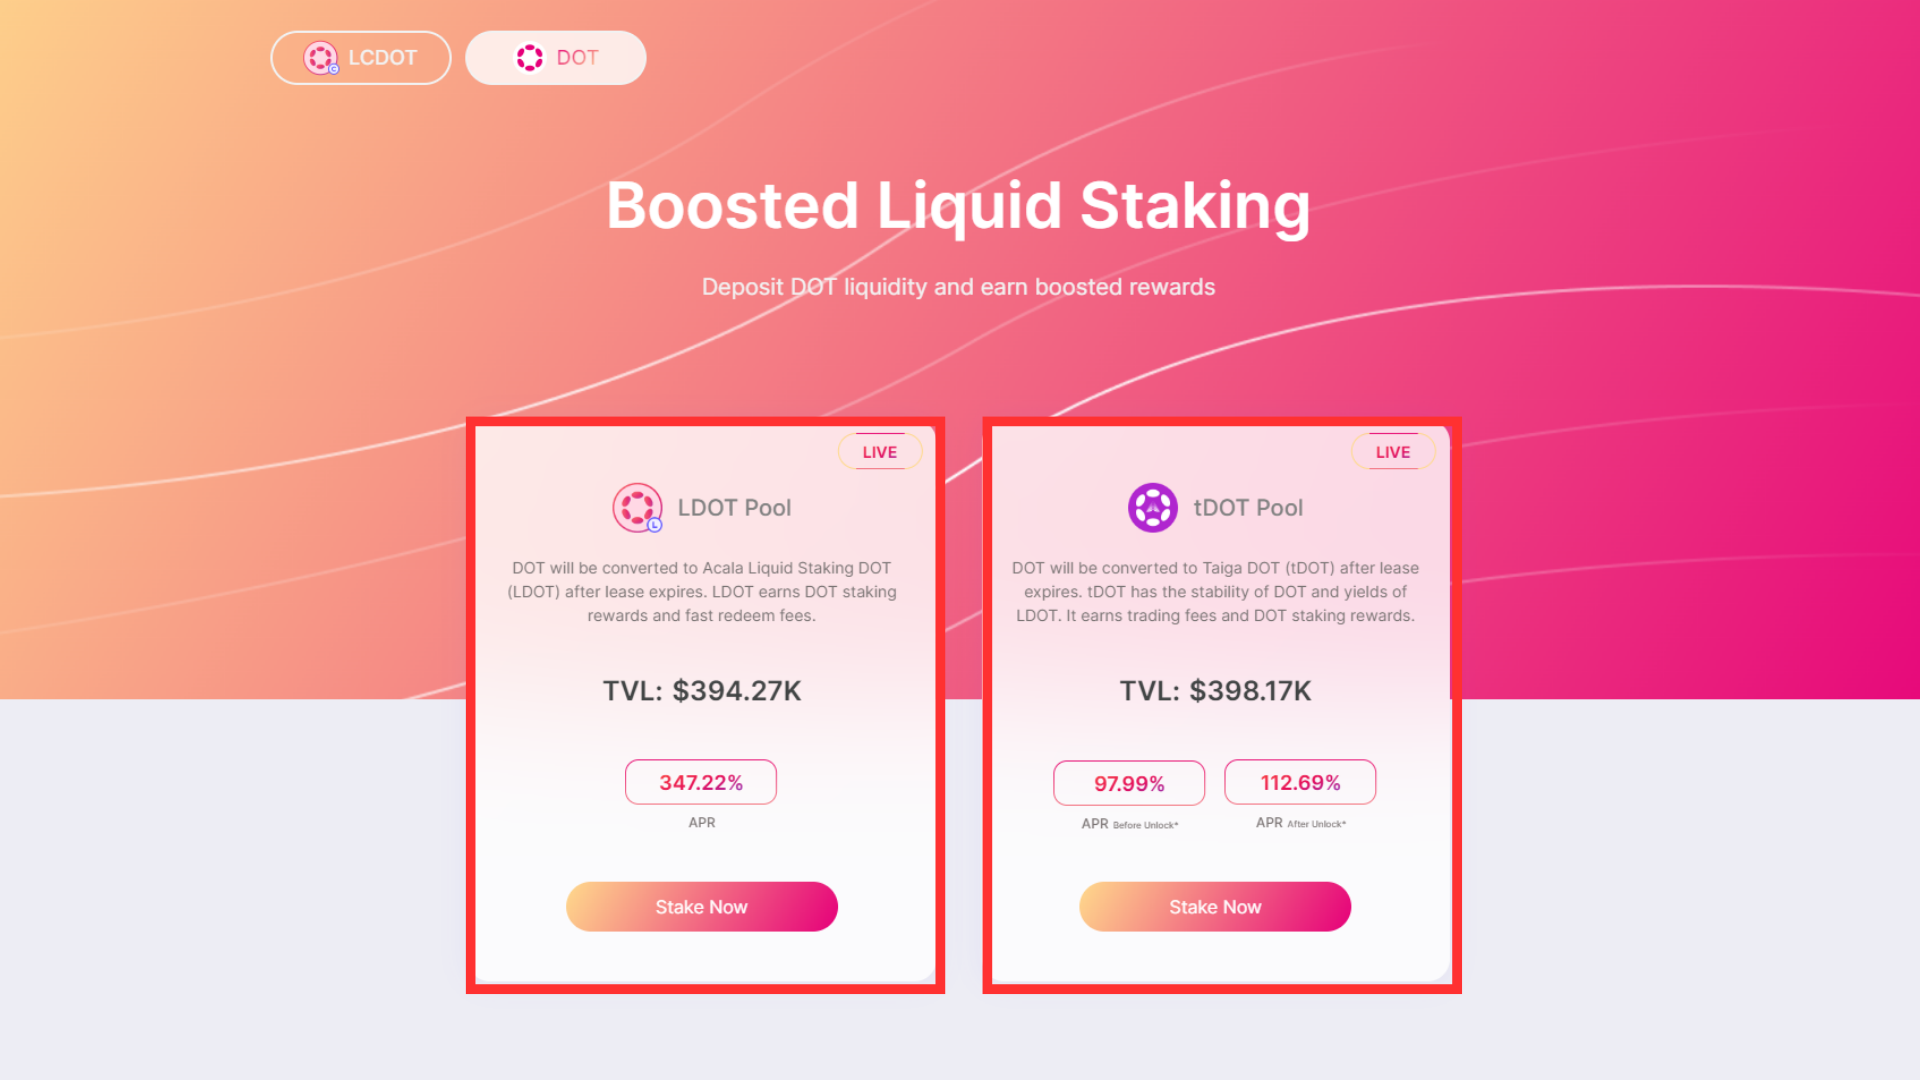 LCDOT
DOT
Boosted Liquid Staking
Deposit DOT liquidity and earn boosted rewards
LIVE
L
LDOT Pool
DOT will be converted to Acala Liquid Staking DOT
(LDOT) after lease expires. LDOT earns DOT staking
rewards and fast redeem fees.
TVL: $394.27K
347.22%
APR
Stake Now
LIVE
tDOT Pool
DOT will be converted to Taiga DOT (tDOT) after lease
expires. tDOT has the stability of DOT and yields of
LDOT. It earns trading fees and DOT staking rewards.
TVL: $398.17K
97.99%
APR Before Unlock*
112.69%
APR After Unlock*
Stake Now